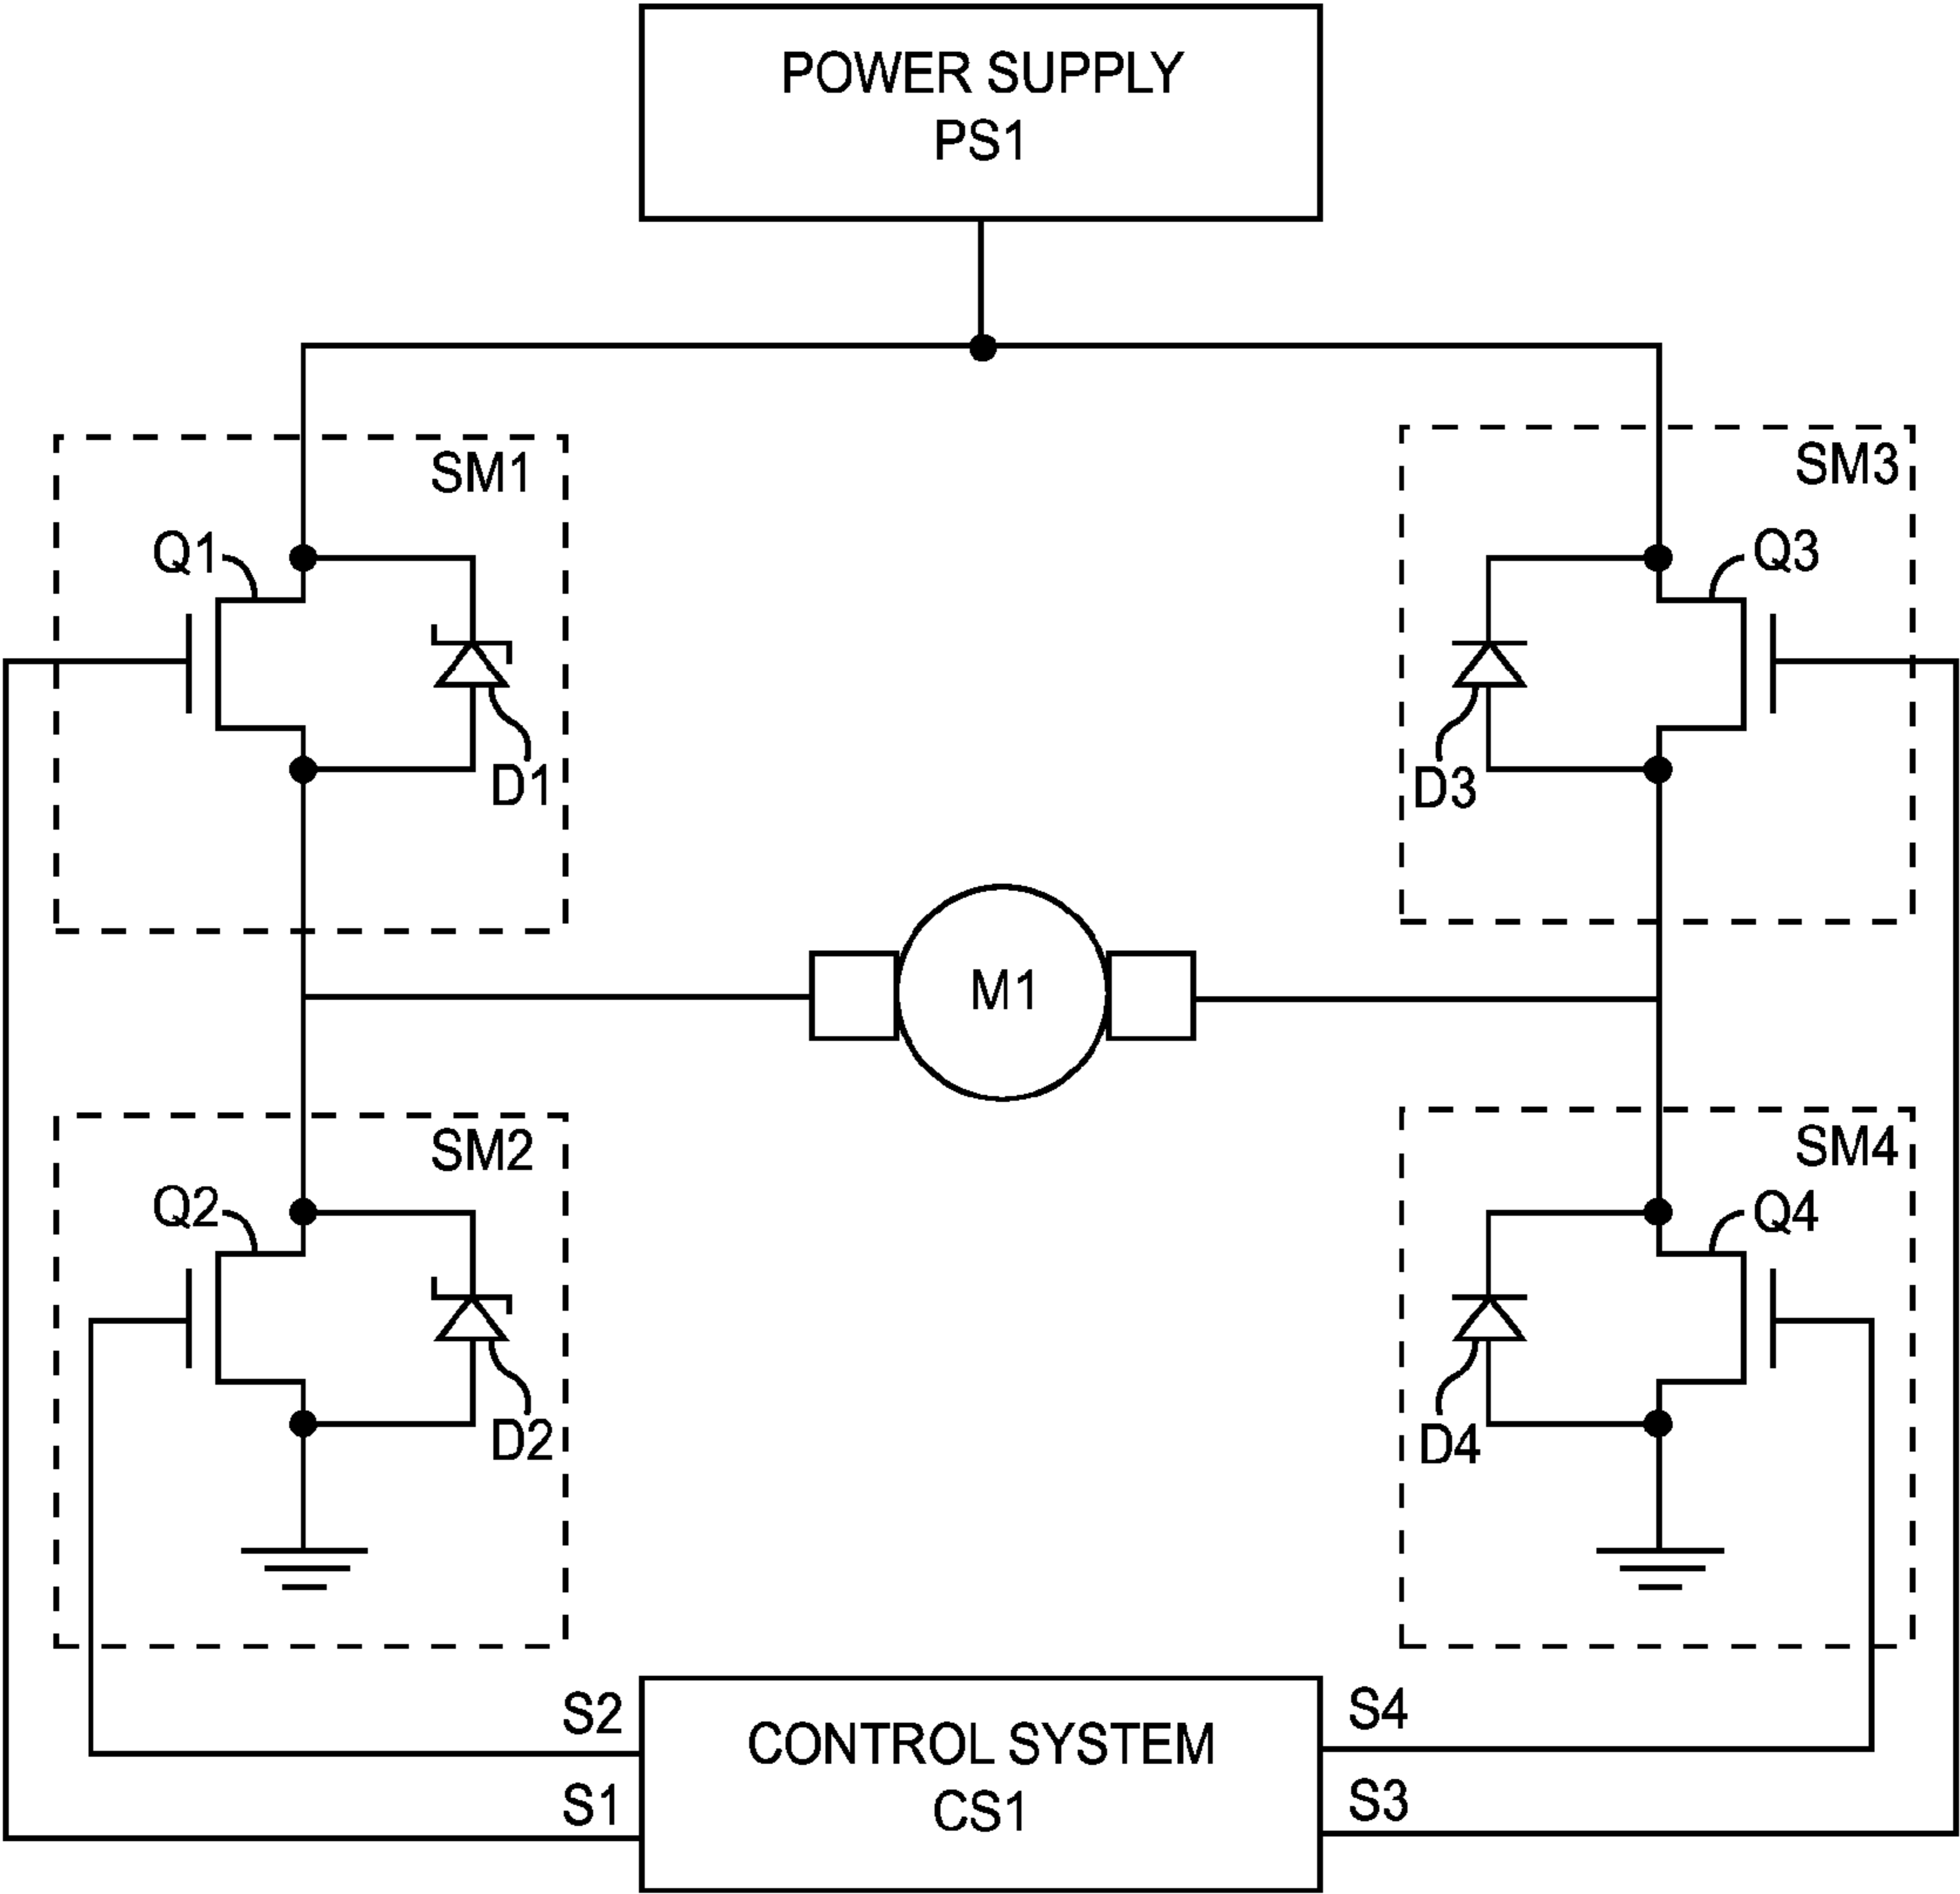 POWER SUPPLY
PS1
SM1
SM3
Q1
Q3
D1
D3
M1
SM2
SM4
Q2
Q4
D2
D4
S2
S4
CONTROL SYSTEM
S1
CS1
S3